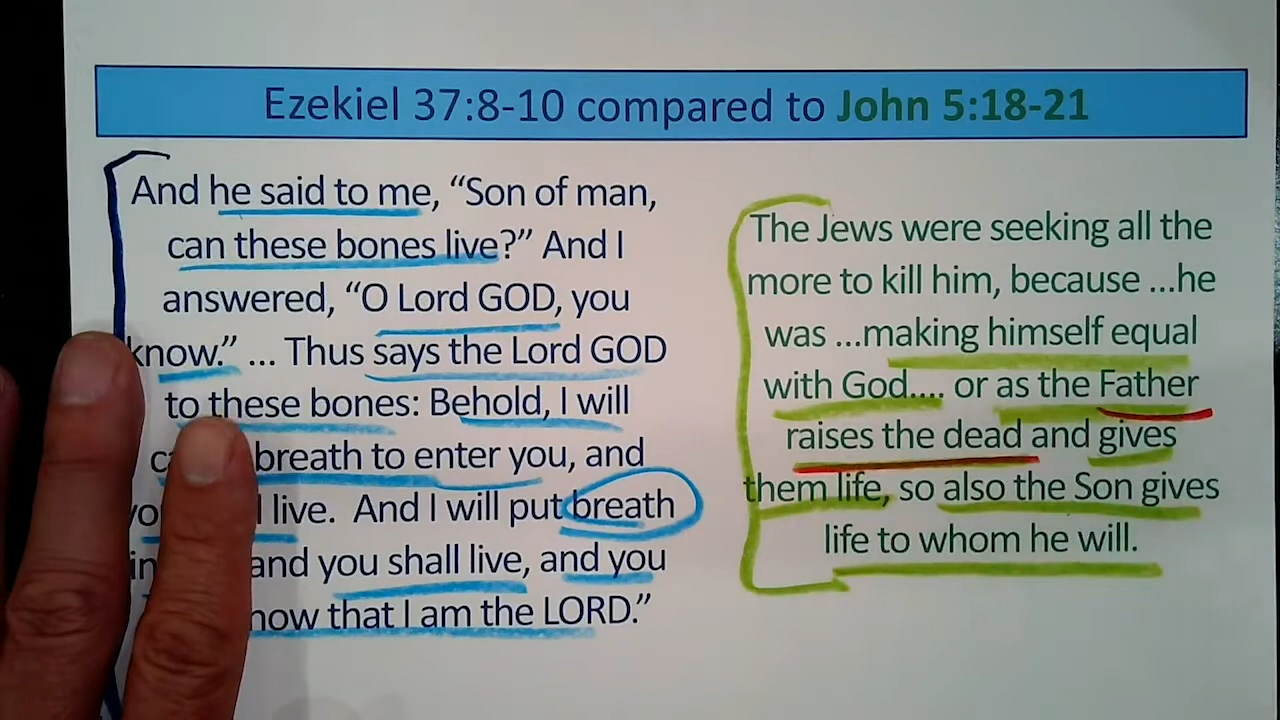 Ezekiel 37:8-10 compared to John 5:18-21
And he said to me, “Son of man,
can these bones live?” And I
answered, “O Lord GOD, you
know.” ... Thus says the Lord GOD
to these bones: Behold, I will
breath to enter you, and
live. And I will put breath
and you shall live, and you
that I am the LORD.”
The Jews were seeking all the
more to kill him, because ...he
was ...making himself equal
with God.... or as the Father
raises the dead and gives
them life, so also the Son gives
life to whom he will.